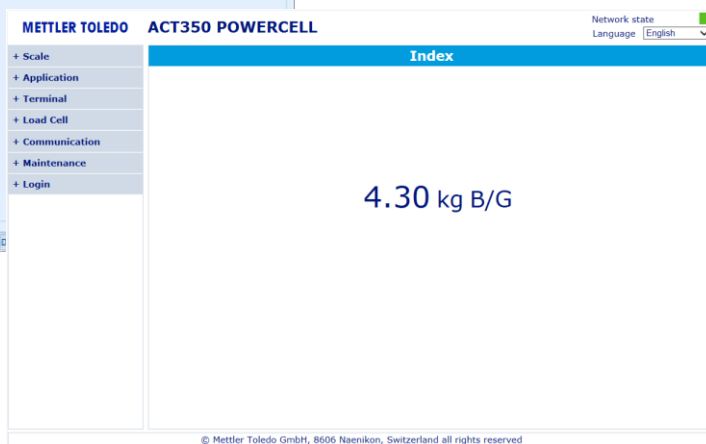 METTLER TOLEDO ACT350 POWERCELL
Network state
Language English
+ Scale
Index
+ Application
+ Terminal
+ Load Cell
+ Communication
+ Maintenance
+ Login
4.30 kg B/G
© Mettler Toledo GmbH, 8606 Naenikon, Switzerland all rights reserved